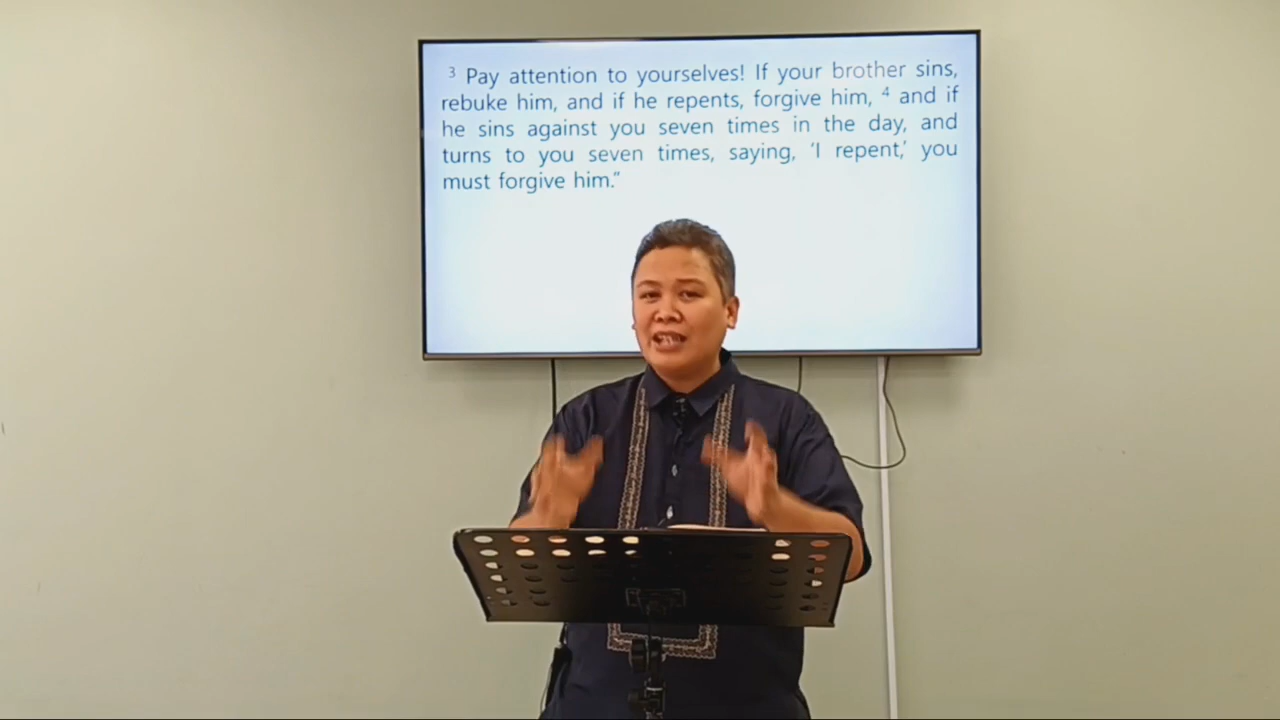 ³ Pay attention to yourselves! If your brother sins,
rebuke him, and if he repents, forgive him, ⁴ and if
he sins against you seven times in the day, and
turns to you seven times, saying, ‘I repent,’ you
must forgive him.”